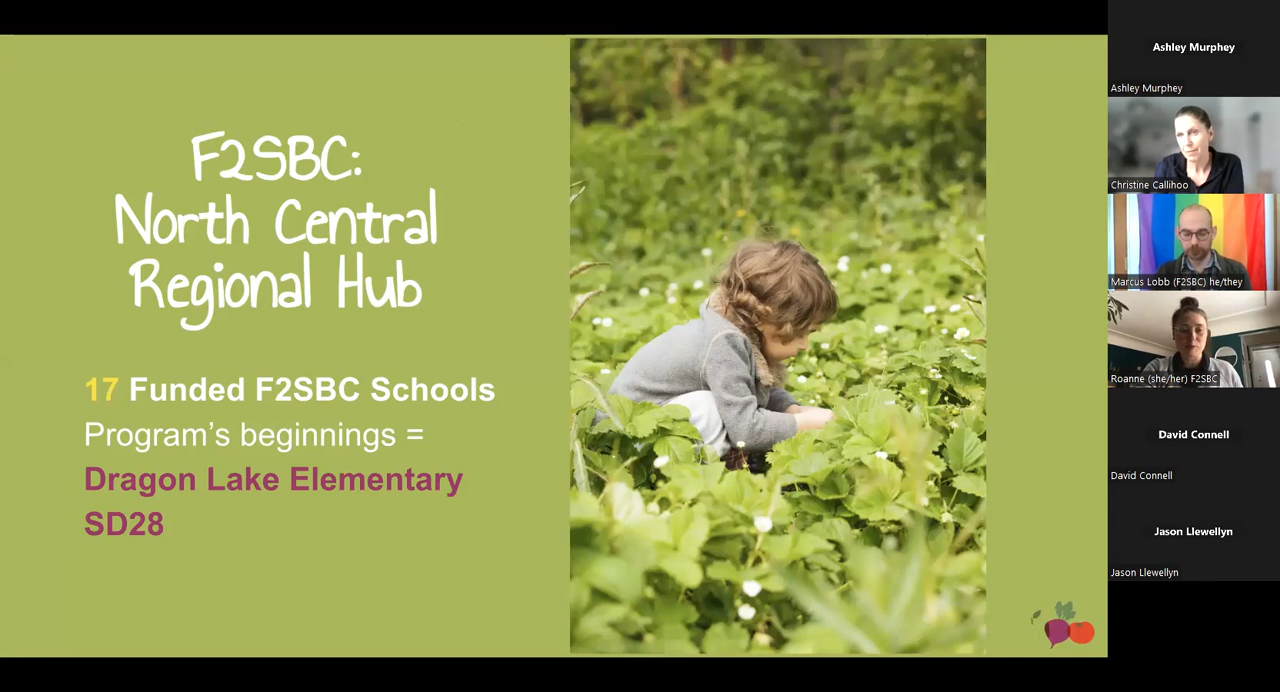 F2SBC:
North Central
Regional Hub
17 Funded F2SBC Schools
Program's beginnings =
Dragon Lake Elementary
SD28
Ashley Murphey
Ashley Murphey
Christine Callihoo
Marcus Lobb (F2SBC) he/they
Roanne (she/her) F2SBC
David Connell
David Connell
Jason Llewellyn
Jason Llewellyn